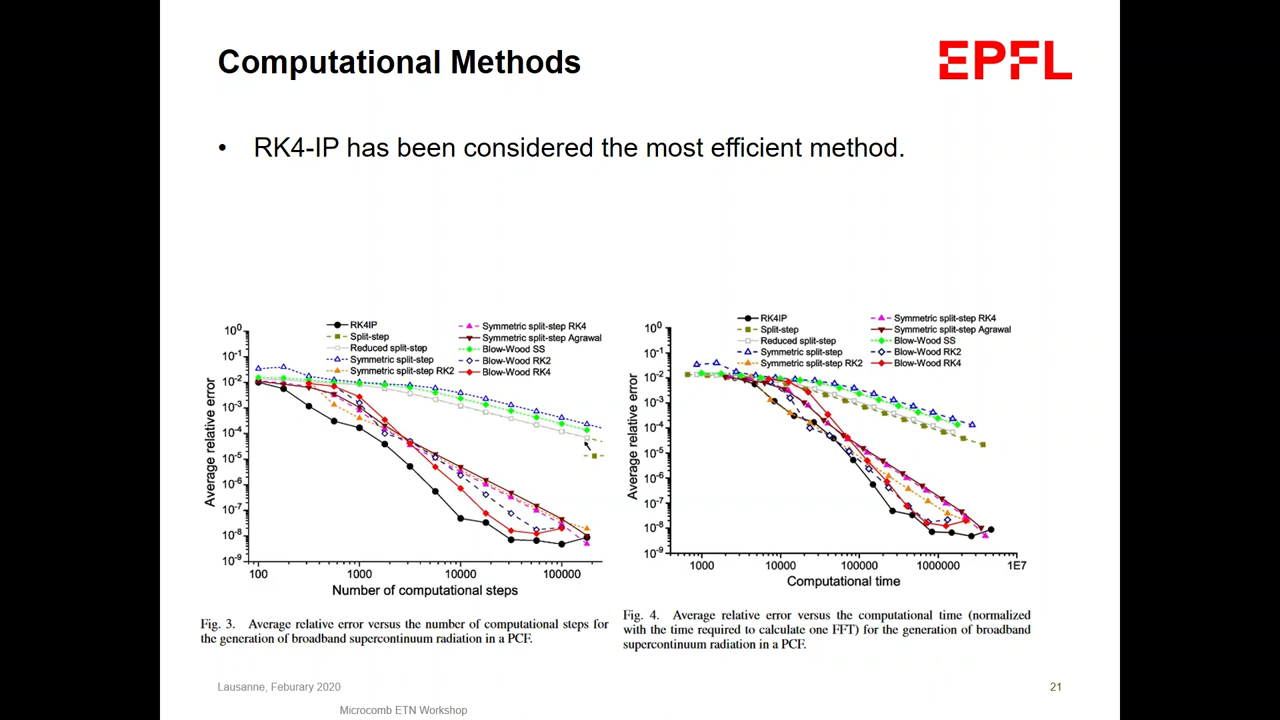 Computational Methods
EPFL
• RK4-IP has been considered the most efficient method.
RK4IP
Split-step
Reduced split-step
Symmetric split-step
Symmetric split-step RK2
Symmetric split-step RK4
Symmetric split-step Agrawal
Blow-Wood SS
Blow-Wood RK2
Blow-Wood RK4
10^0
10^-1
10^-2
10^-3
10^-4
10^-5
10^-6
10^-7
10^-8
10^-9
Average relative error
100 1000 10000 100000
Number of computational steps
Fig. 3. Average relative error versus the number of computational steps for
the generation of broadband supercontinuum radiation in a PCF.
RK4IP
Split-step
Reduced split-step
Symmetric split-step
Symmetric split-step RK2
Symmetric split-step RK4
Symmetric split-step Agrawal
Blow-Wood SS
Blow-Wood RK2
Blow-Wood RK4
10^0
10^-1
10^-2
10^-3
10^-4
10^-5
10^-6
10^-7
10^-8
10^-9
Average relative error
1000 10000 100000 1000000 1E7
Computational time
Fig. 4. Average relative error versus the computational time (normalized
with the time required to calculate one FFT) for the generation of broadband
supercontinuum radiation in a PCF.
Lausanne, Feburary 2020
21
Microcomb ETN Workshop